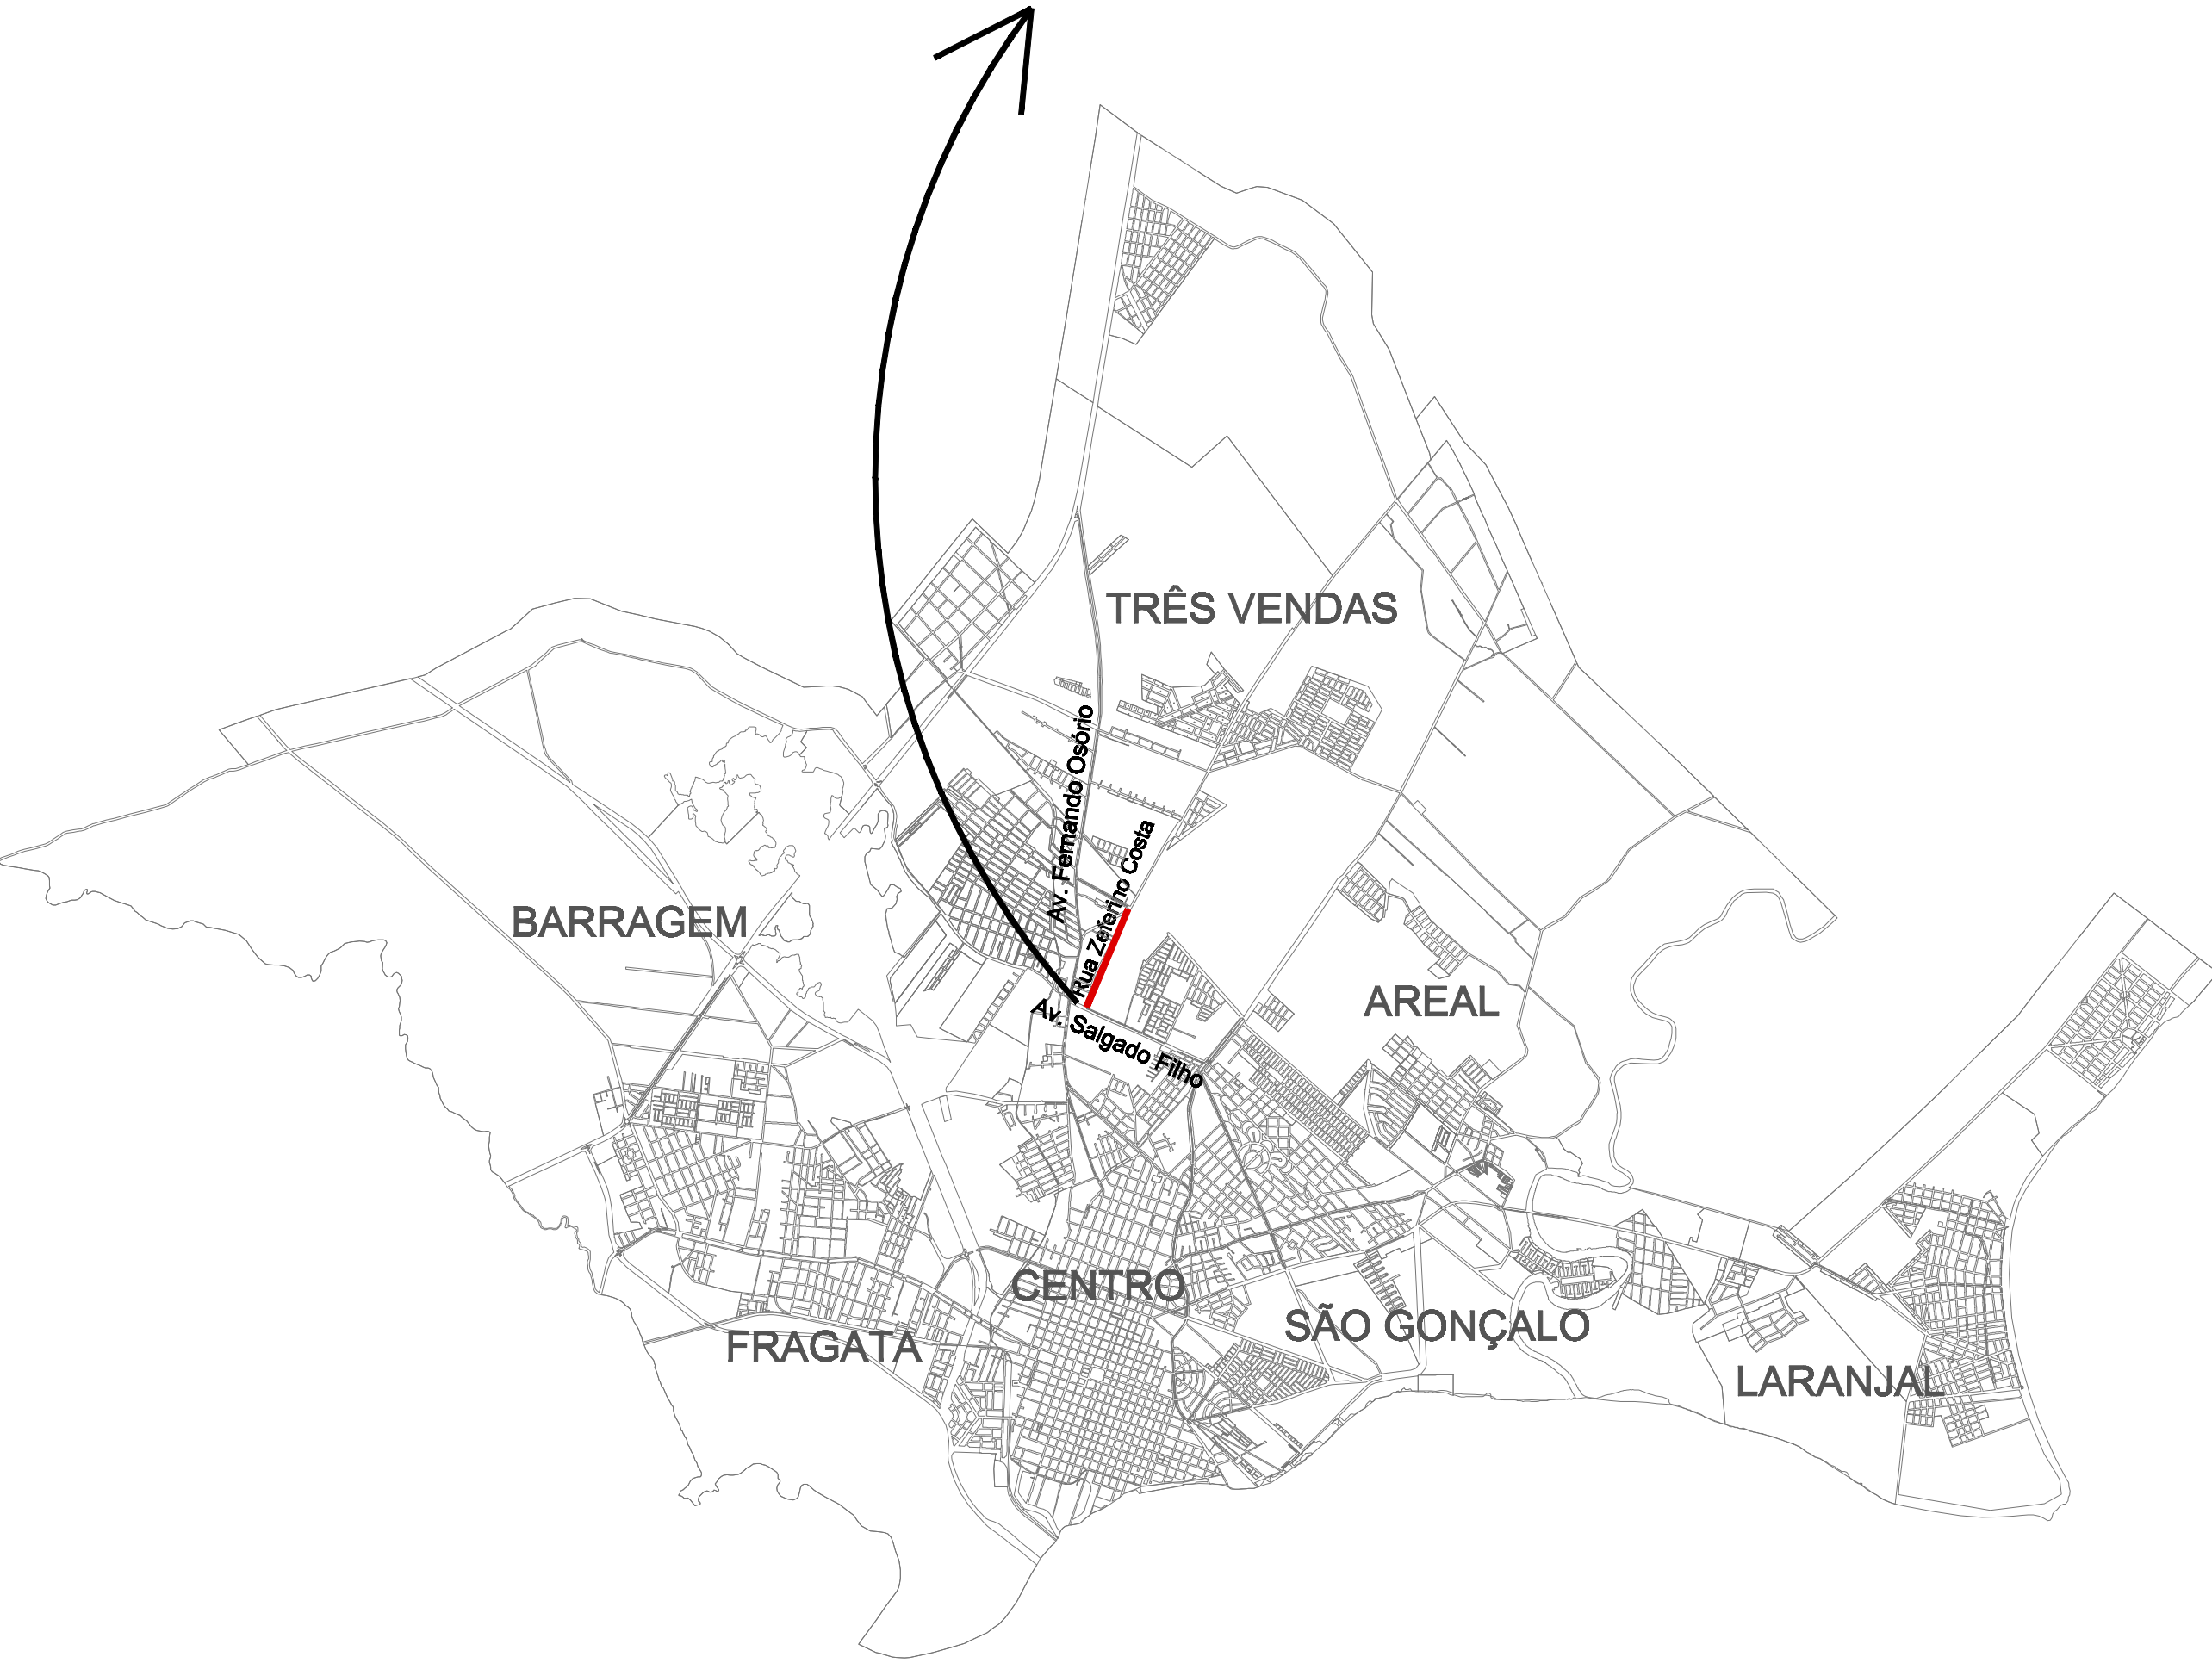 TRÊS VENDAS
Av. Fernando Osório
Rua Zeferino Costa
BARRAGEM
AREAL
Av. Salgado Filho
CENTRO
SÃO GONÇALO
FRAGATA
LARANJAL